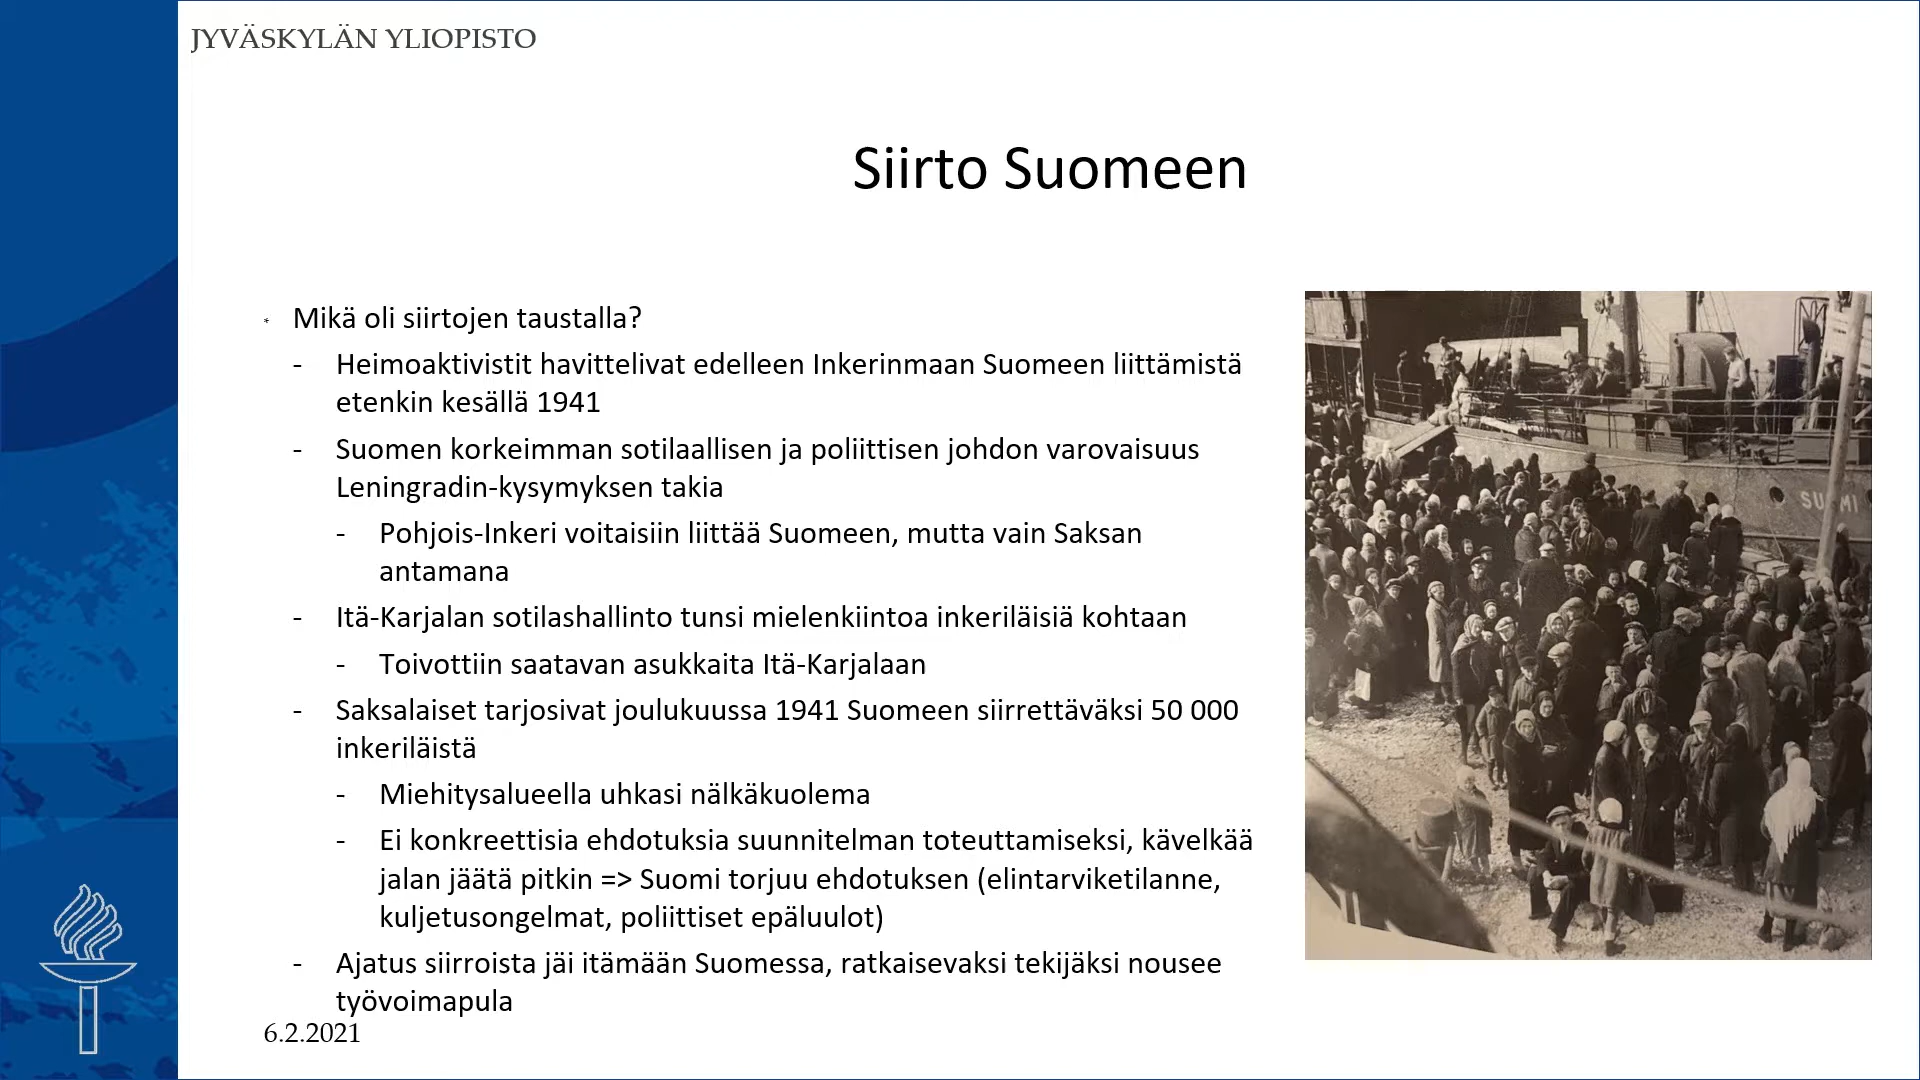 JYVÄSKYLÄN YLIOPISTO
Siirto Suomeen
* Mikä oli siirtojen taustalla?
- Heimoaktivistit havittelivat edelleen Inkerinmaan Suomeen liittämistä
etenkin kesällä 1941
- Suomen korkeimman sotilaallisen ja poliittisen johdon varovaisuus
Leningradin-kysymyksen takia
- Pohjois-Inkeri voitaisiin liittää Suomeen, mutta vain Saksan
antamana
- Itä-Karjalan sotilashallinto tunsi mielenkiintoa inkeriläisiä kohtaan
- Toivottiin saatavan asukkaita Itä-Karjalaan
- Saksalaiset tarjosivat joulukuussa 1941 Suomeen siirrettäväksi 50 000
inkeriläistä
- Miehitysalueella uhkasi nälkäkuolema
- Ei konkreettisia ehdotuksia suunnitelman toteuttamiseksi, kävelkää
jalan jäätä pitkin => Suomi torjuu ehdotuksen (elintarviketilanne,
kuljetusongelmat, poliittiset epäluulot)
- Ajatus siirroista jäi itämään Suomessa, ratkaisevaksi tekijäksi nousee
työvoimapula
6.2.2021